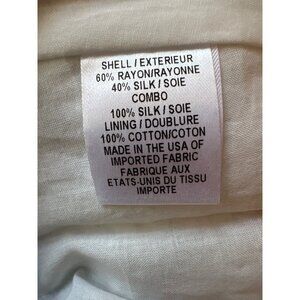 SHELL / EXTERIEUR
60% RAYON/RAYONNE
40% SILK / SOIE
COMBO
100% SILK / SOIE
LINING / DOUBLURE
100% COTTON/COTON
MADE IN THE USA OF
IMPORTED FABRIC
FABRIQUE AUX
ETATS-UNIS DU TISSU
IMPORTE